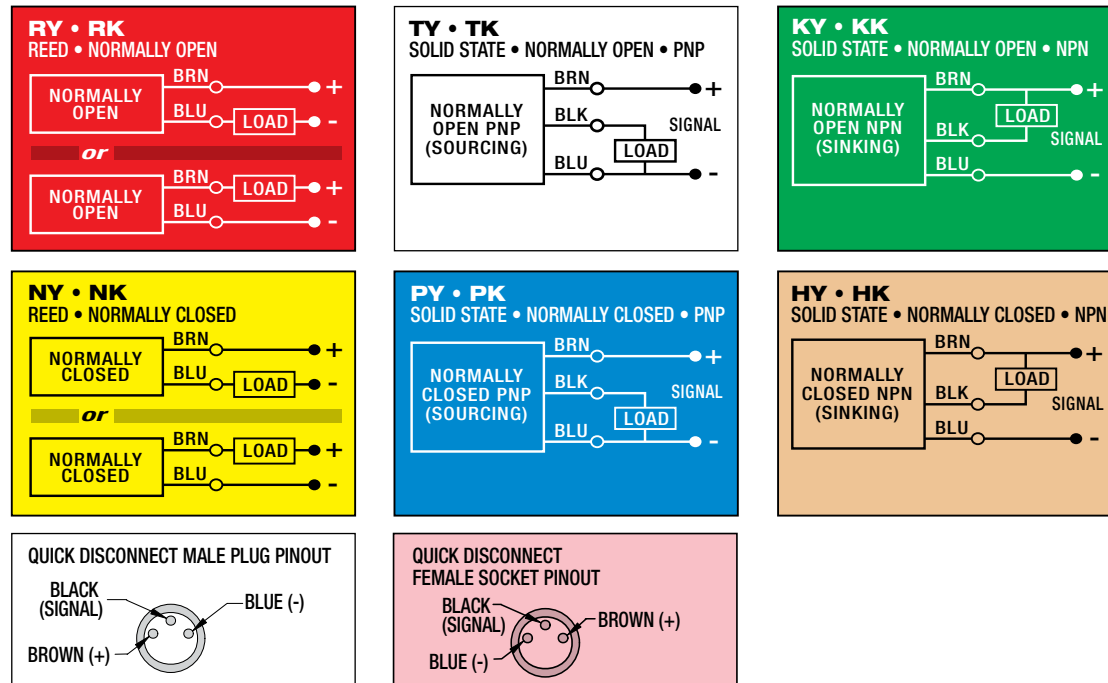 RY • RK
REED • NORMALLY OPEN
NORMALLY
OPEN
BRN
+
BLU
LOAD
-
or
NORMALLY
OPEN
BRN
LOAD
+
BLU
-
TY • TK
SOLID STATE • NORMALLY OPEN • PNP
NORMALLY
OPEN PNP
(SOURCING)
BRN
+
BLK
SIGNAL
LOAD
BLU
-
KY • KK
SOLID STATE • NORMALLY OPEN • NPN
NORMALLY
OPEN NPN
(SINKING)
BRN
+
LOAD
BLK
SIGNAL
BLU
-
NY • NK
REED • NORMALLY CLOSED
NORMALLY
CLOSED
BRN
+
BLU
LOAD
-
or
NORMALLY
CLOSED
BRN
LOAD
+
BLU
-
PY • PK
SOLID STATE • NORMALLY CLOSED • PNP
NORMALLY
CLOSED PNP
(SOURCING)
BRN
+
BLK
SIGNAL
LOAD
BLU
-
HY • HK
SOLID STATE • NORMALLY CLOSED • NPN
NORMALLY
CLOSED NPN
(SINKING)
BRN
+
LOAD
BLK
SIGNAL
BLU
-
QUICK DISCONNECT MALE PLUG PINOUT
BLACK
(SIGNAL)
BLUE (-)
BROWN (+)
QUICK DISCONNECT
FEMALE SOCKET PINOUT
BLACK
(SIGNAL)
BROWN (+)
BLUE (-)